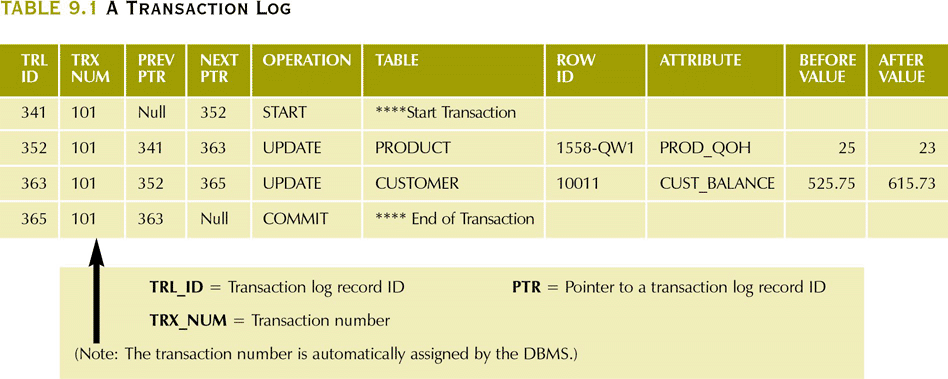 TABLE 9.1 A TRANSACTION LOG
TRL ID TRX NUM PREV PTR NEXT PTR OPERATION TABLE ROW ID ATTRIBUTE BEFORE VALUE AFTER VALUE
341 101 Null 352 START ****Start Transaction
352 101 341 363 UPDATE PRODUCT 1558-QW1 PROD_QOH 25 23
363 101 352 365 UPDATE CUSTOMER 10011 CUST_BALANCE 525.75 615.73
365 101 363 Null COMMIT **** End of Transaction
TRL_ID = Transaction log record ID PTR = Pointer to a transaction log record ID
TRX_NUM = Transaction number
(Note: The transaction number is automatically assigned by the DBMS.)